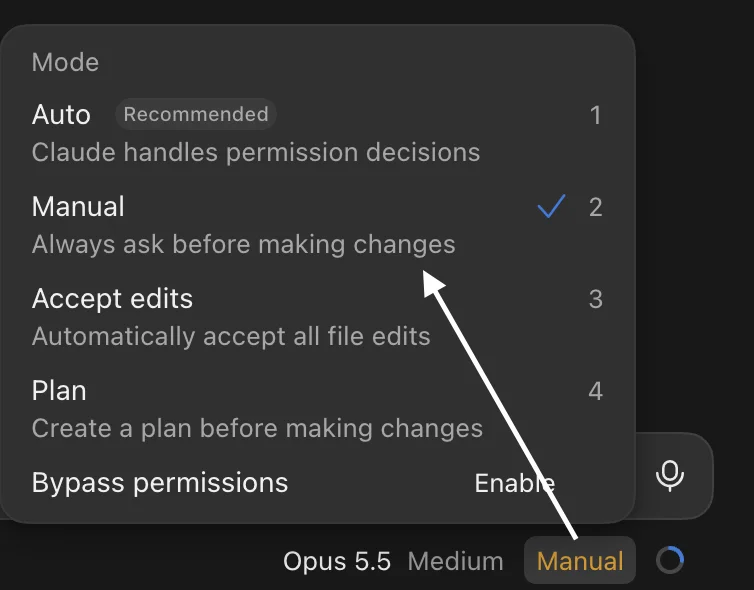 Mode
Auto Recommended 1
Claude handles permission decisions
Manual 2
Always ask before making changes
Accept edits 3
Automatically accept all file edits
Plan 4
Create a plan before making changes
Bypass permissions Enable
Opus 5.5 Medium Manual